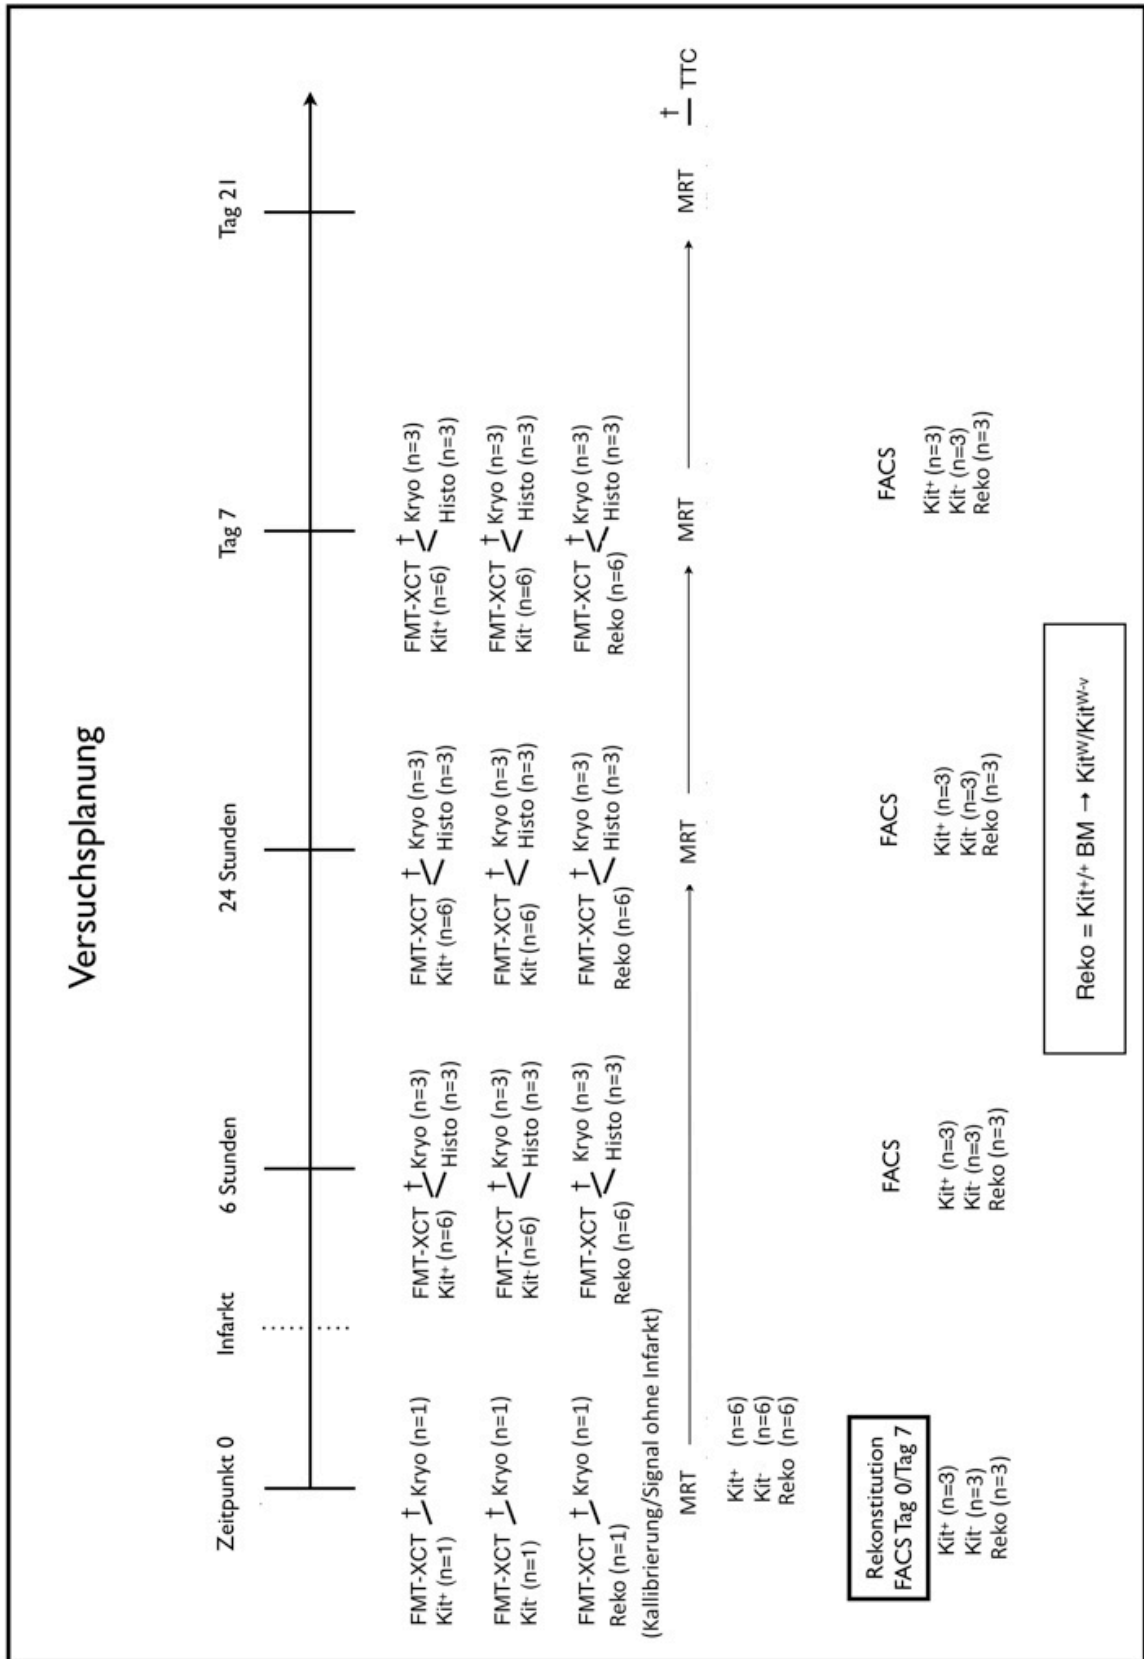 Versuchsplanung
Zeitpunkt 0
Infarkt
6 Stunden
24 Stunden
Tag 7
Tag 21
FMT-XCT † Kryo (n=1)
Kit⁺ (n=1)
FMT-XCT † Kryo (n=1)
Kit⁻ (n=1)
FMT-XCT † Kryo (n=1)
Reko (n=1)
(Kallibrierung/Signal ohne Infarkt)
FMT-XCT † Kryo (n=3)
Kit⁺ (n=6) Histo (n=3)
FMT-XCT † Kryo (n=3)
Kit⁻ (n=6) Histo (n=3)
FMT-XCT † Kryo (n=3)
Reko (n=6) Histo (n=3)
FMT-XCT † Kryo (n=3)
Kit⁺ (n=6) Histo (n=3)
FMT-XCT † Kryo (n=3)
Kit⁻ (n=6) Histo (n=3)
FMT-XCT † Kryo (n=3)
Reko (n=6) Histo (n=3)
FMT-XCT † Kryo (n=3)
Kit⁺ (n=6) Histo (n=3)
FMT-XCT † Kryo (n=3)
Kit⁻ (n=6) Histo (n=3)
FMT-XCT † Kryo (n=3)
Reko (n=6) Histo (n=3)
MRT
MRT
MRT
MRT
† TTC
Kit⁺ (n=6)
Kit⁻ (n=6)
Reko (n=6)
Rekonstitution
FACS Tag 0/Tag 7
Kit⁺ (n=3)
Kit⁻ (n=3)
Reko (n=3)
FACS
Kit⁺ (n=3)
Kit⁻ (n=3)
Reko (n=3)
FACS
Kit⁺ (n=3)
Kit⁻ (n=3)
Reko (n=3)
FACS
Kit⁺ (n=3)
Kit⁻ (n=3)
Reko (n=3)
Reko = Kit⁺/⁺ BM → Kitᵂ/Kitᵂ⁻ᵛ